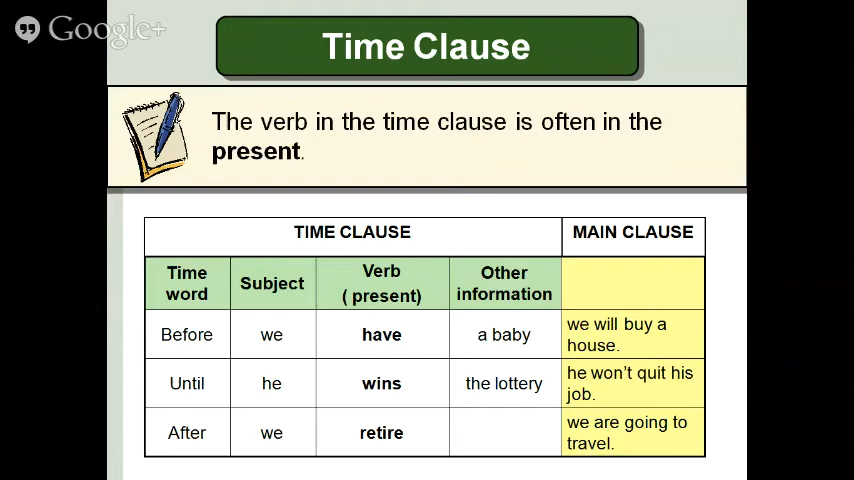 Google+
Time Clause
The verb in the time clause is often in the
present.
TIME CLAUSE MAIN CLAUSE
Time word Subject Verb ( present) Other information
Before we have a baby we will buy a house.
Until he wins the lottery he won't quit his job.
After we retire we are going to travel.